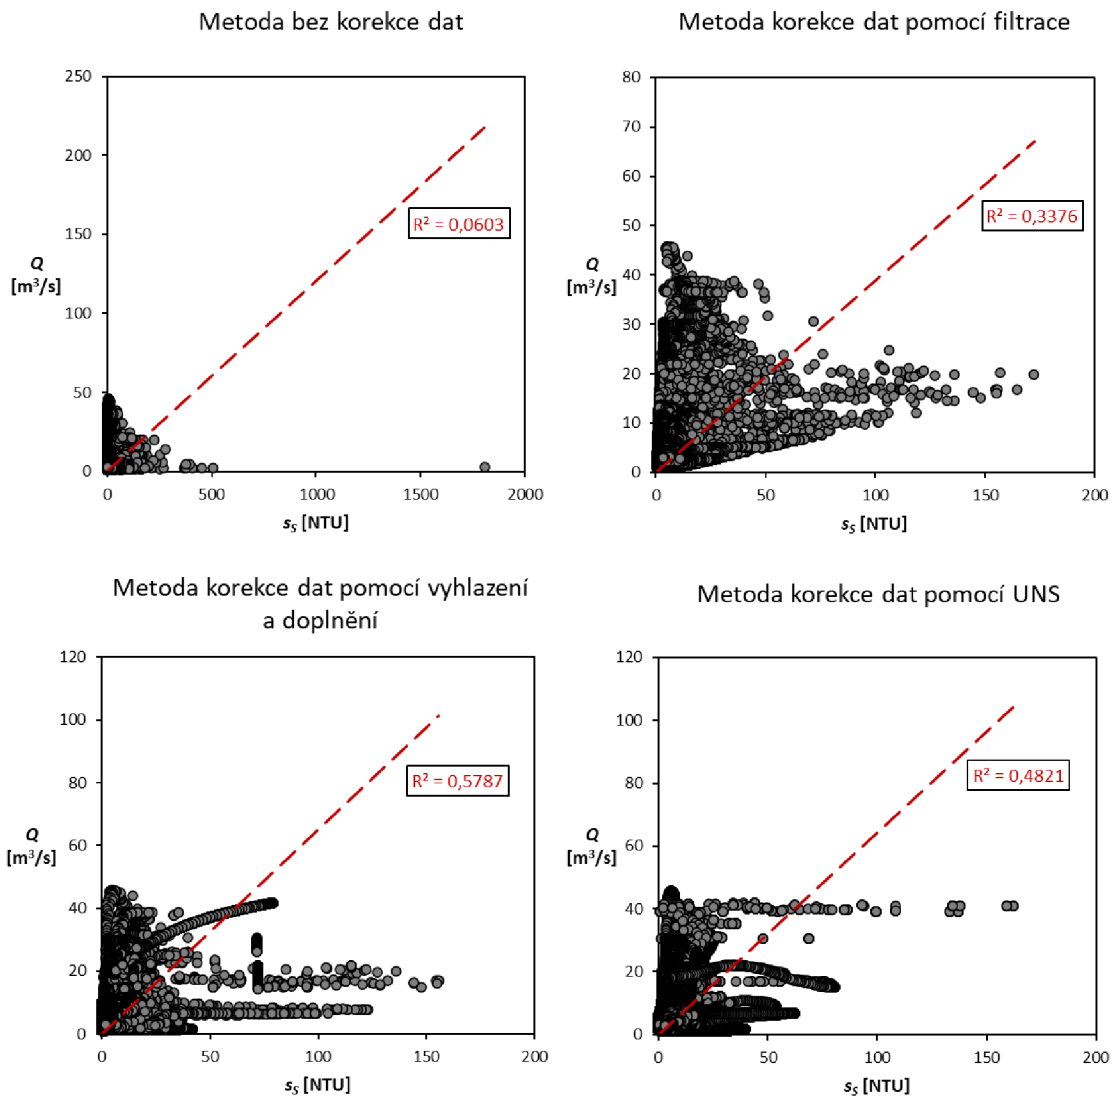 Metoda bez korekce dat
250
200
150
100
50
0
Q
[m³/s]
R² = 0,0603
0 500 1000 1500 2000
sS [NTU]
Metoda korekce dat pomocí filtrace
80
70
60
50
40
30
20
10
0
Q
[m³/s]
R² = 0,3376
0 50 100 150 200
sS [NTU]
Metoda korekce dat pomocí vyhlazení
a doplnění
120
100
80
60
40
20
0
Q
[m³/s]
R² = 0,5787
0 50 100 150 200
sS [NTU]
Metoda korekce dat pomocí UNS
120
100
80
60
40
20
0
Q
[m³/s]
R² = 0,4821
0 50 100 150 200
sS [NTU]